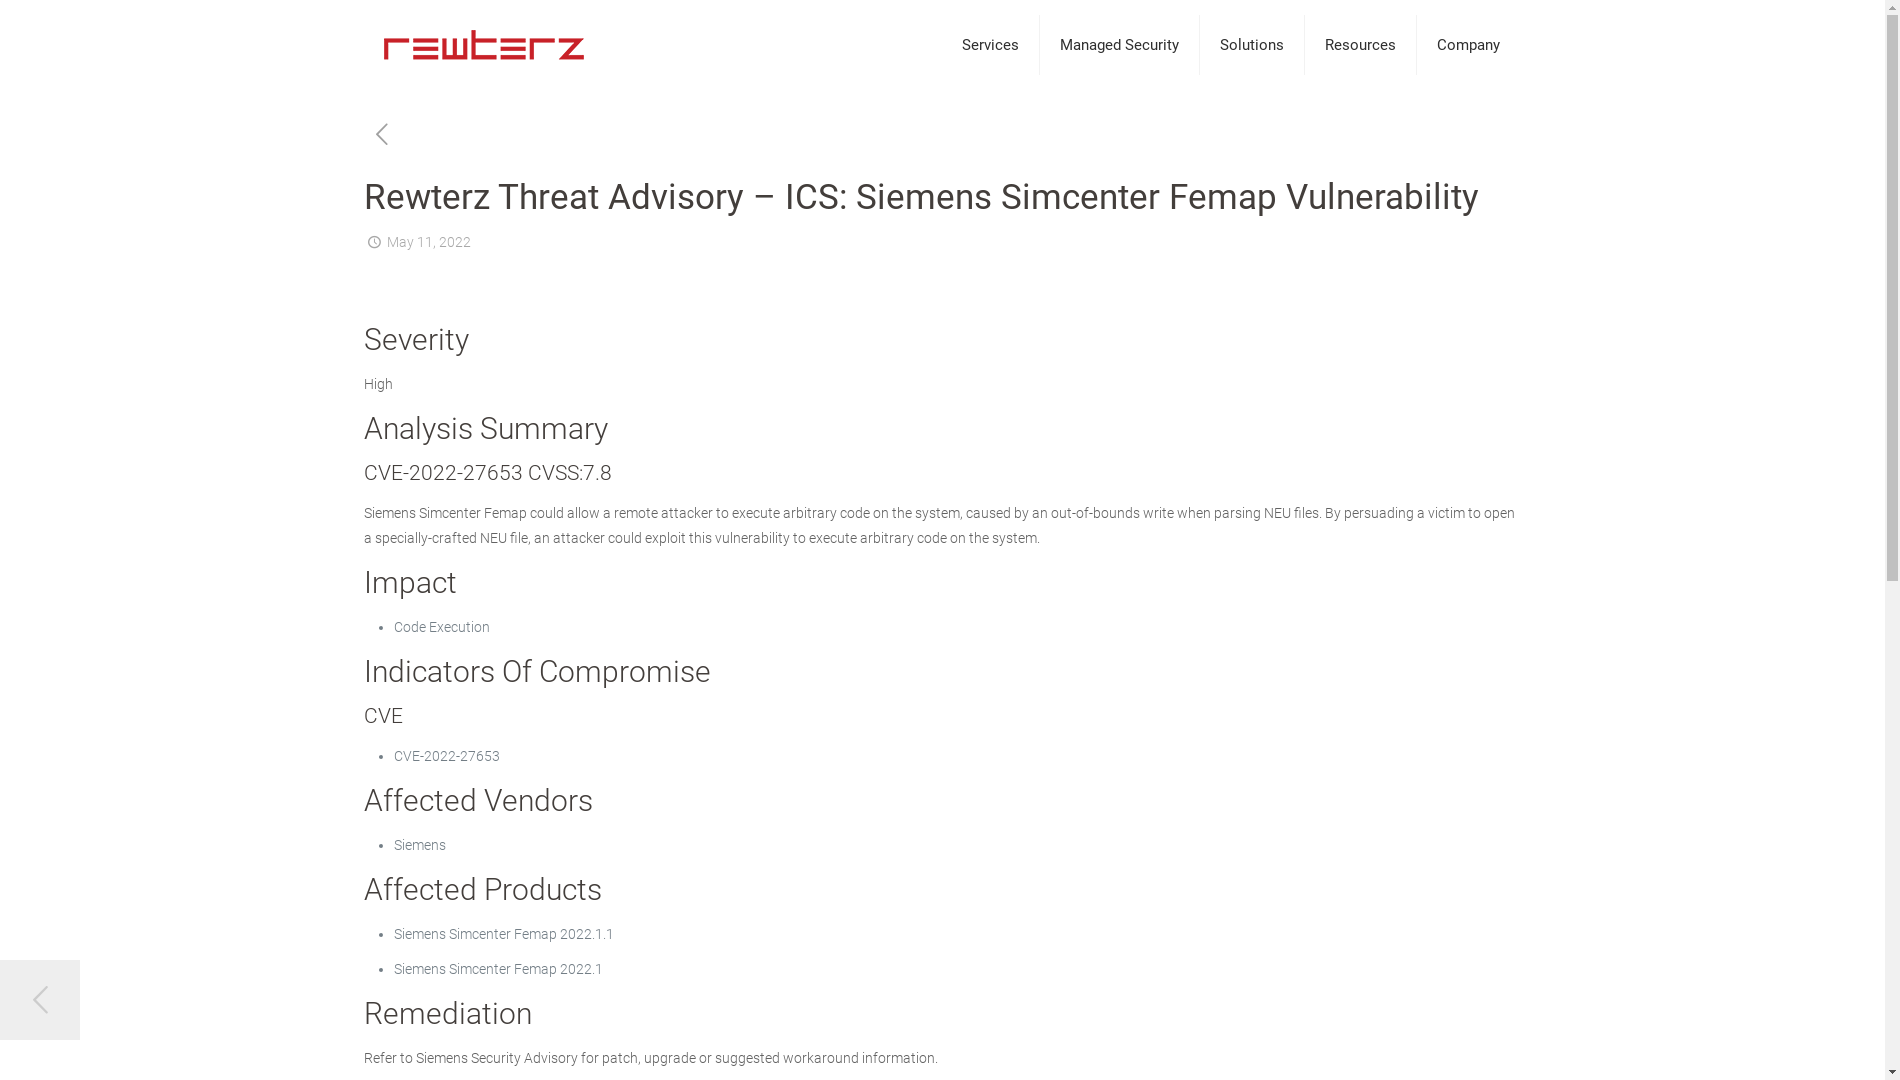 rewterz
Services
Managed Security
Solutions
Resources
Company
Rewterz Threat Advisory – ICS: Siemens Simcenter Femap Vulnerability
May 11, 2022
Severity
High
Analysis Summary
CVE-2022-27653 CVSS:7.8
Siemens Simcenter Femap could allow a remote attacker to execute arbitrary code on the system, caused by an out-of-bounds write when parsing NEU files. By persuading a victim to open
a specially-crafted NEU file, an attacker could exploit this vulnerability to execute arbitrary code on the system.
Impact
• Code Execution
Indicators Of Compromise
CVE
• CVE-2022-27653
Affected Vendors
• Siemens
Affected Products
• Siemens Simcenter Femap 2022.1.1
• Siemens Simcenter Femap 2022.1
Remediation
Refer to Siemens Security Advisory for patch, upgrade or suggested workaround information.